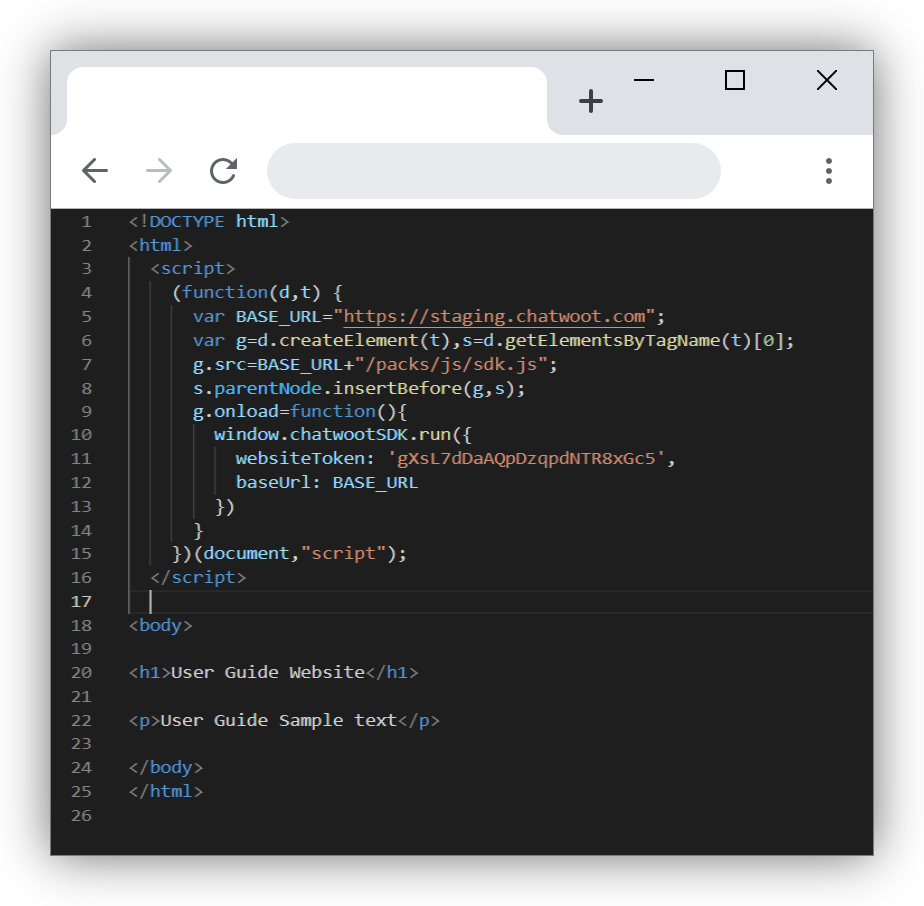 1 <!DOCTYPE html>
2 <html>
3 <script>
4 (function(d,t) {
5 var BASE_URL="https://staging.chatwoot.com";
6 var g=d.createElement(t),s=d.getElementsByTagName(t)[0];
7 g.src=BASE_URL+"/packs/js/sdk.js";
8 s.parentNode.insertBefore(g,s);
9 g.onload=function(){
10 window.chatwootSDK.run({
11 websiteToken: 'gXsL7dDaAQpDzqpdNTR8xGc5',
12 baseUrl: BASE_URL
13 })
14 }
15 })(document,"script");
16 </script>
17
18 <body>
19
20 <h1>User Guide Website</h1>
21
22 <p>User Guide Sample text</p>
23
24 </body>
25 </html>
26